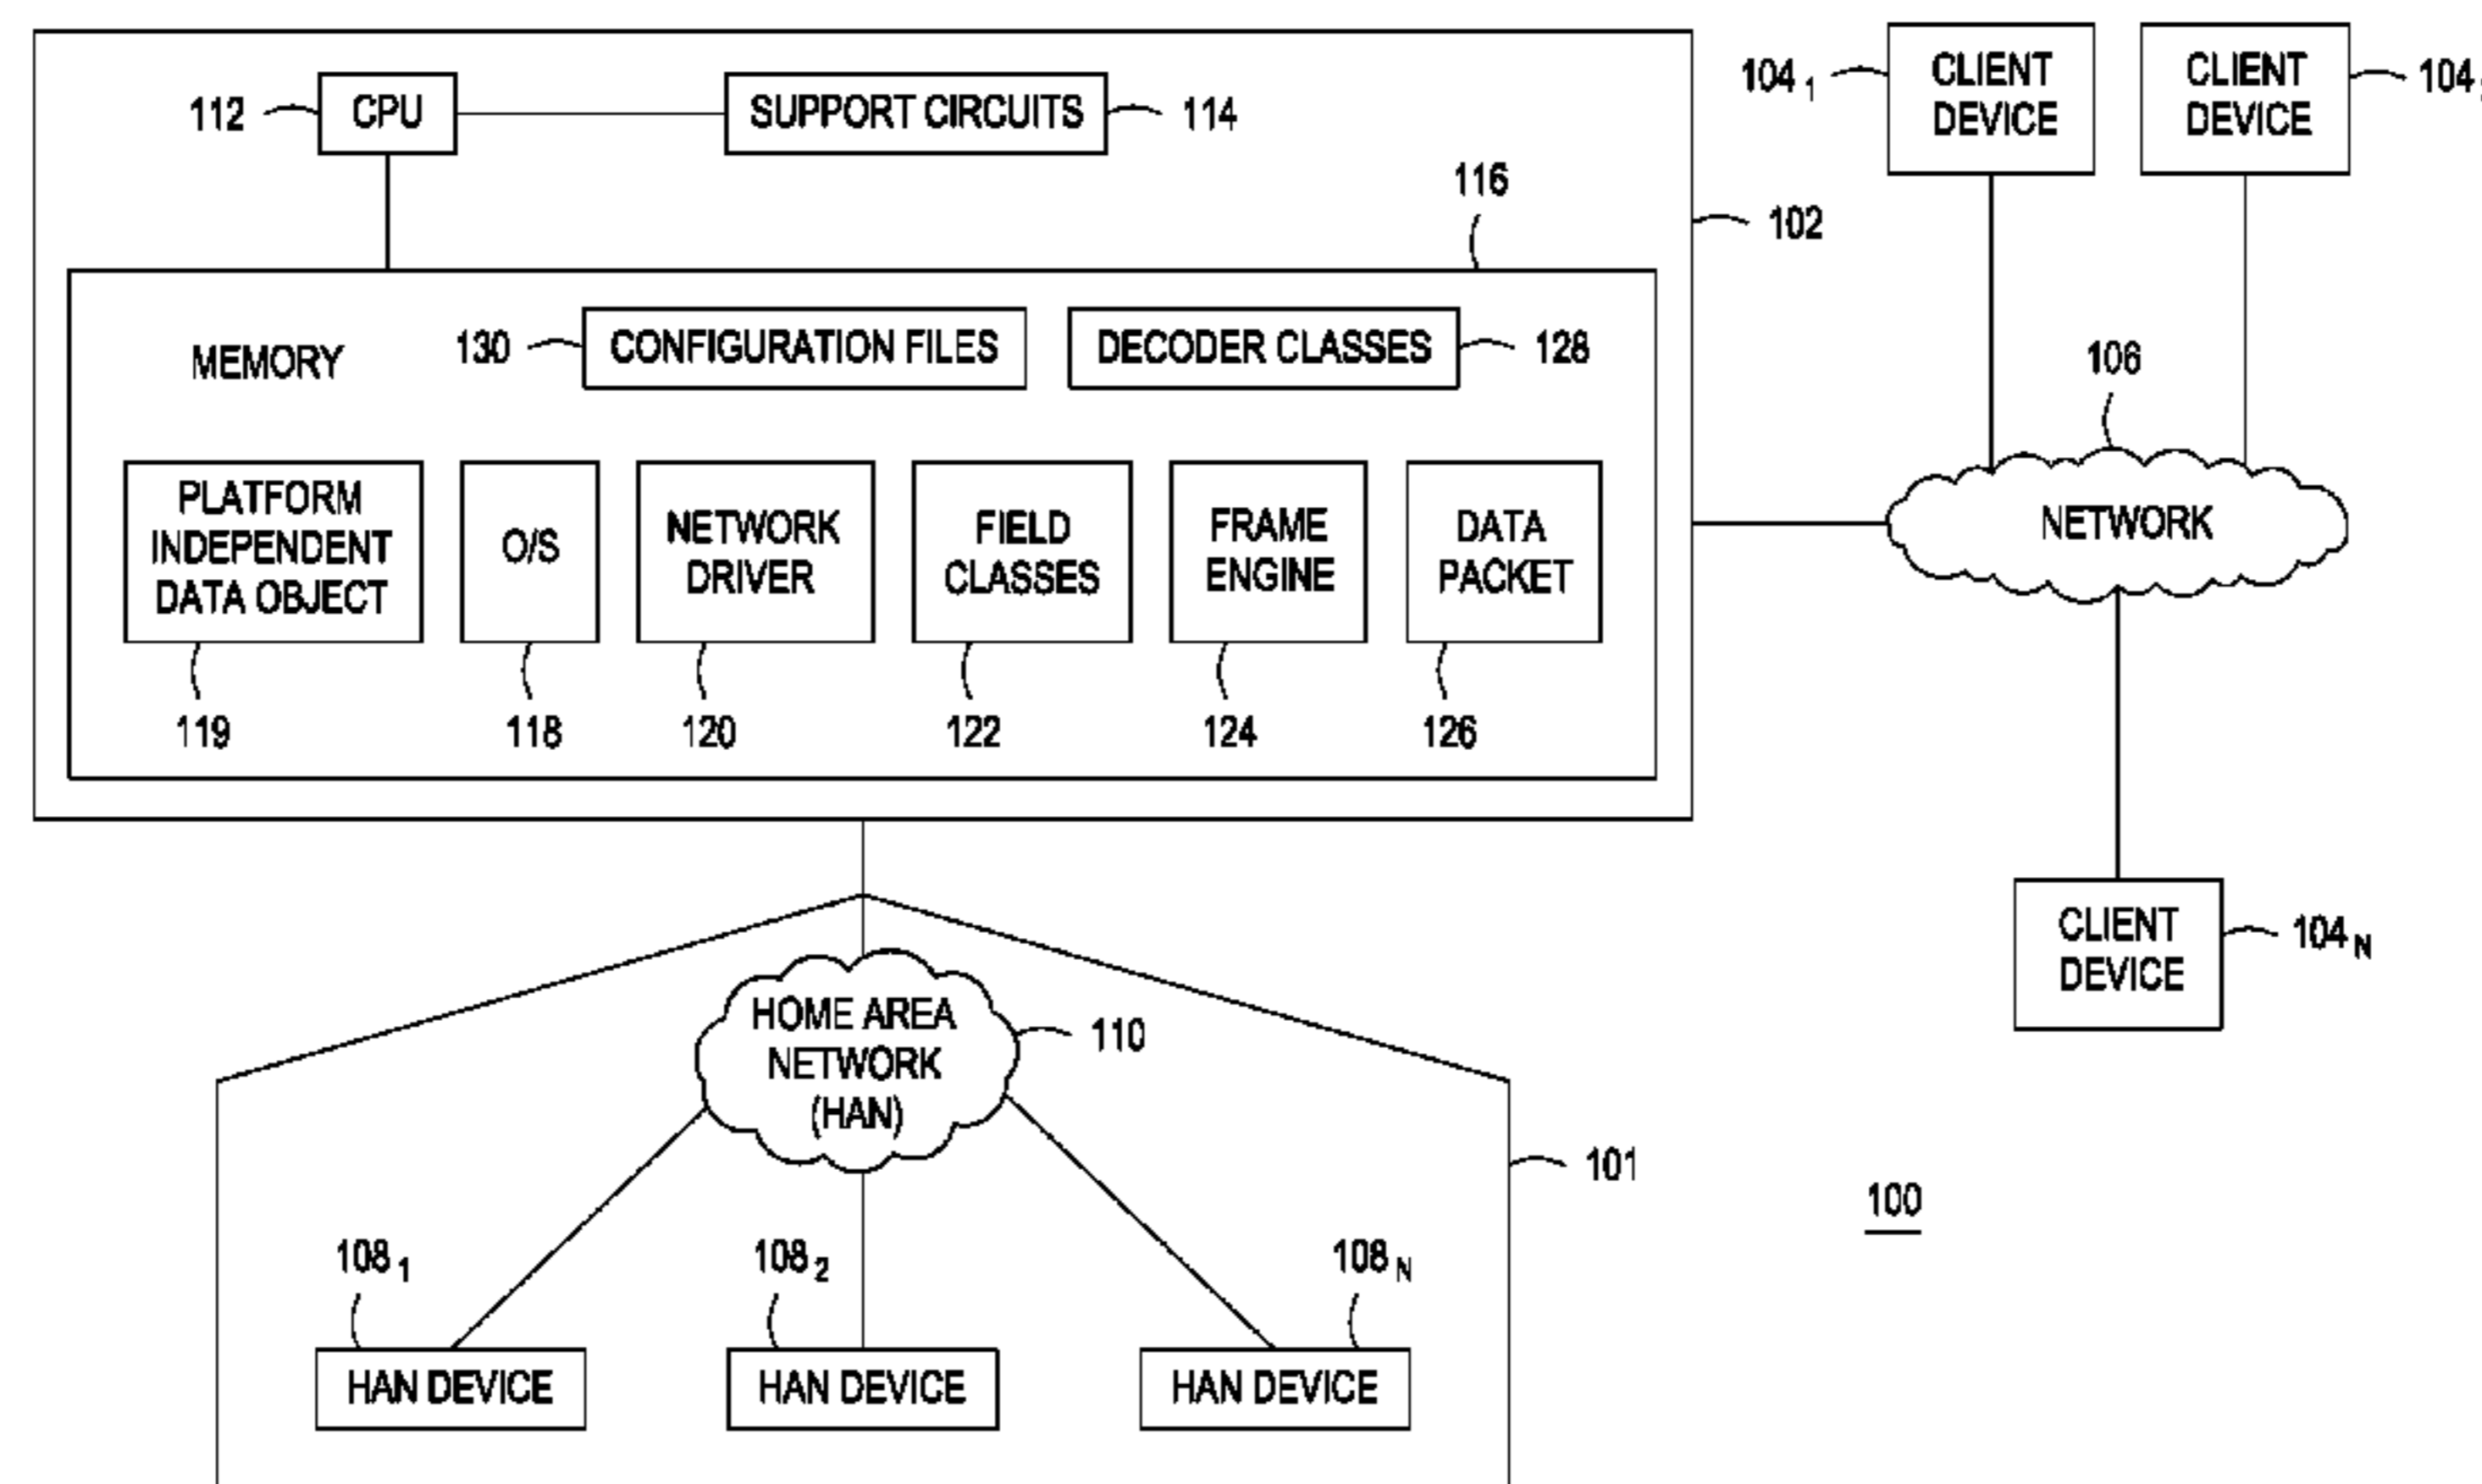 112
CPU
SUPPORT CIRCUITS
114
116
102
MEMORY
130
CONFIGURATION FILES
DECODER CLASSES
128
PLATFORM
INDEPENDENT
DATA OBJECT
O/S
NETWORK
DRIVER
FIELD
CLASSES
FRAME
ENGINE
DATA
PACKET
119
118
120
122
124
126
104 1
CLIENT
DEVICE
CLIENT
DEVICE
104
106
NETWORK
CLIENT
DEVICE
104 N
HOME AREA
NETWORK
(HAN)
110
101
100
108 1
108 2
108 N
HAN DEVICE
HAN DEVICE
HAN DEVICE